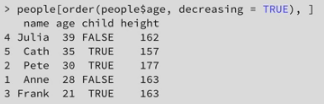 > people[order(people$age, decreasing = TRUE), ]
   name age child height
4 Julia  39 FALSE    162
5  Cath  35  TRUE    157
2  Pete  30  TRUE    177
1  Anne  28 FALSE    163
3 Frank  21  TRUE    163